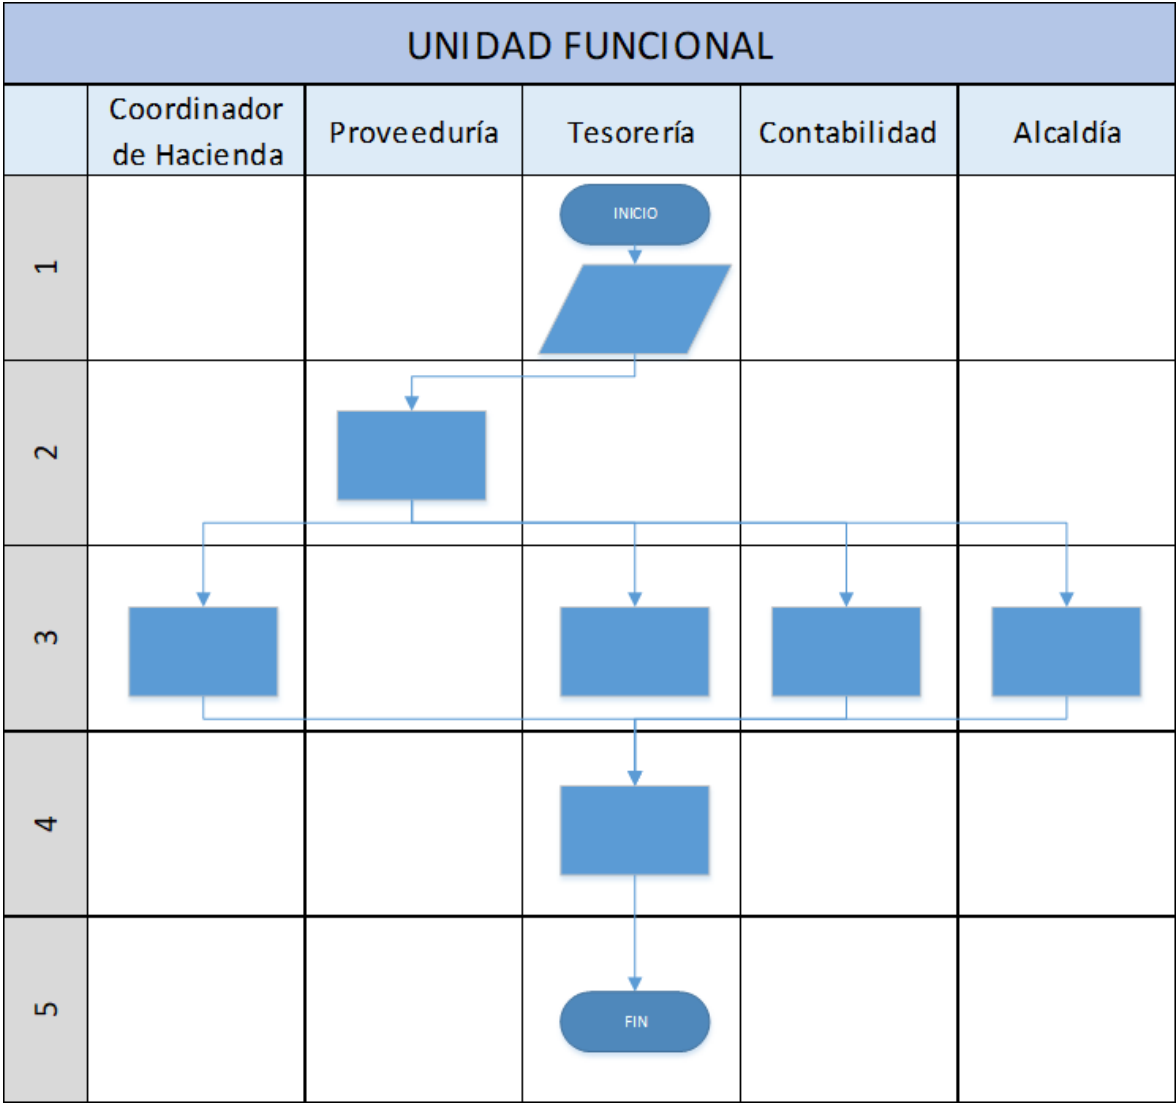 UNIDAD FUNCIONAL
Coordinador
de Hacienda
Proveeduría
Tesorería
Contabilidad
Alcaldía
1
INICIO
2
3
4
5
FIN